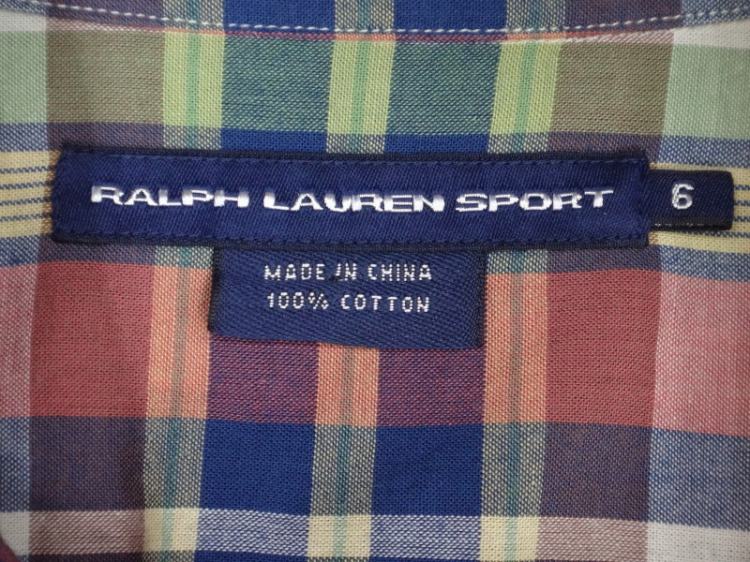 RALPH LAUREN SPORT
6
MADE IN CHINA
100% COTTON